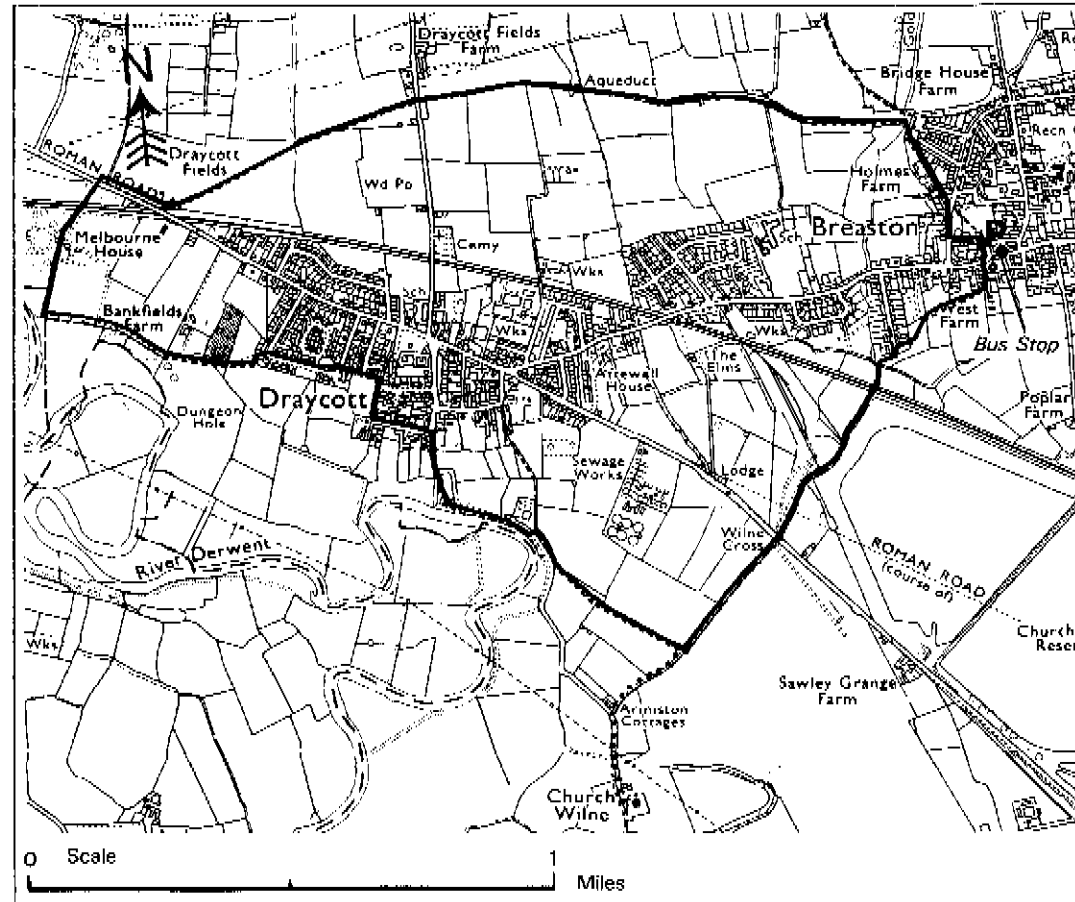 Draycott Fields
Farm
N
Aqueduct
Bridge House
Farm
ROMAN ROAD
Draycott
Fields
Wd Po
Holmes
Farm
Breaston
P
Sch
Melbourne
House
Cemy
Wks
Bankfields
Farm
Sch
Wks
Wks
West
Farm
Bus Stop
The
Elms
Arrewell
House
Poplar
Farm
Draycott
Dungeon
Hole
Sewage
Works
Lodge
River Derwent
Wilne
Cross
ROMAN ROAD
(course of)
Wks
Church
Rese
Sawley Grange
Farm
Armiston
Cottages
Church
Wilne
0 Scale 1
Miles